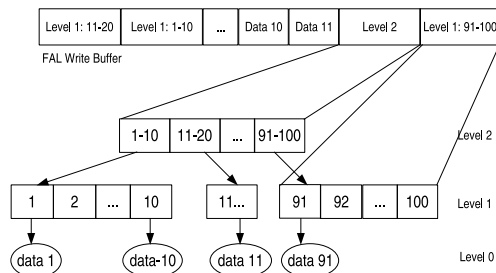 Level 1: 11-20 Level 1: 1-10 ... Data 10 Data 11 Level 2 Level 1: 91-100
FAL Write Buffer
1-10 11-20 ... 91-100 Level 2
1 2 ... 10 11... 91 92 ... 100 Level 1
data 1 data-10 data 11 data 91 Level 0